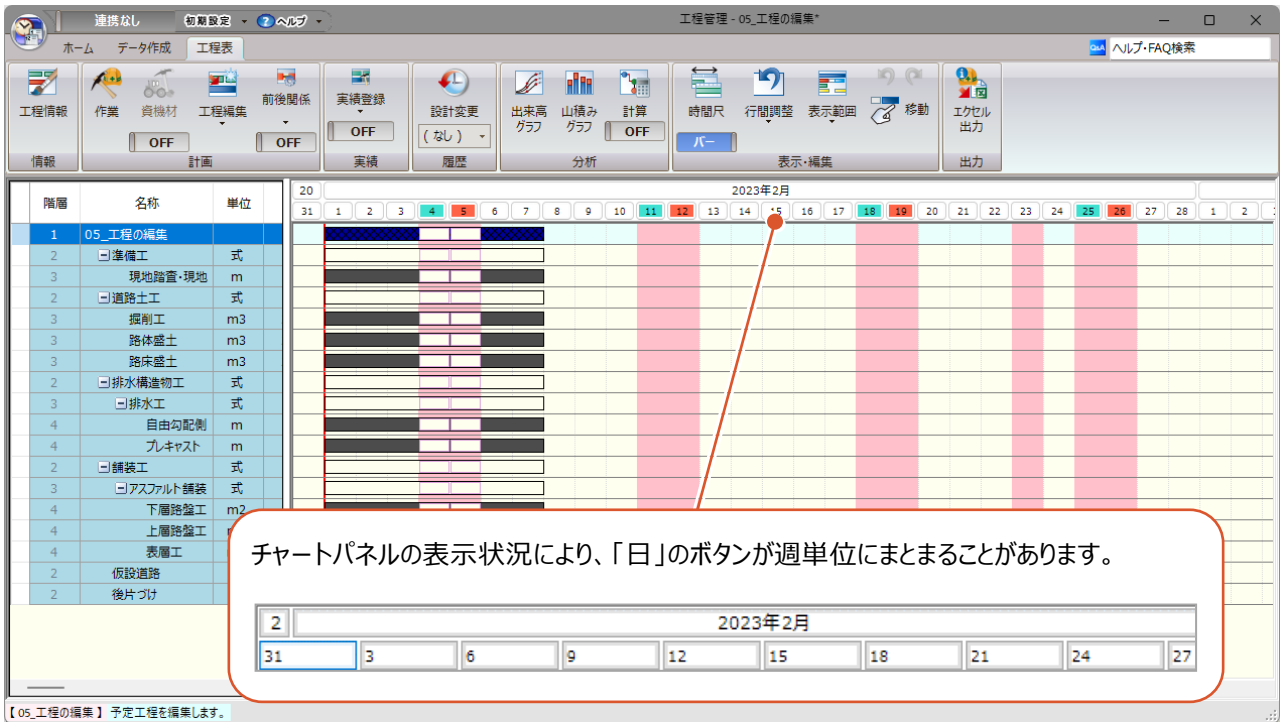 連携なし 初期設定 ヘルプ 工程管理 - 05_工程の編集*
ホーム データ作成 工程表 Q&A ヘルプ・FAQ検索
工程情報 作業 資機材 工程編集 前後関係 実績登録 設計変更 出来高グラフ 山積みグラフ 計算 時間尺 行間調整 表示範囲 移動 エクセル出力
OFF OFF OFF (なし) OFF バー
情報 計画 実績 履歴 分析 表示・編集 出力
階層 名称 単位 20 2023年2月
31 1 2 3 4 5 6 7 8 9 10 11 12 13 14 15 16 17 18 19 20 21 22 23 24 25 26 27 28 1 2
1 05_工程の編集
2 準備工 式
3 現地踏査・現地 m
2 道路土工 式
3 掘削工 m3
3 路体盛土 m3
3 路床盛土 m3
2 排水構造物工 式
3 排水工 式
4 自由勾配側 m
4 プレキャスト m
2 舗装工 式
3 アスファルト舗装 式
4 下層路盤工 m2
4 上層路盤工
4 表層工
2 仮設道路
2 後片づけ
チャートパネルの表示状況により、「日」のボタンが週単位にまとまることがあります。
2 2023年2月
31 3 6 9 12 15 18 21 24 27
【05_工程の編集】 予定工程を編集します。